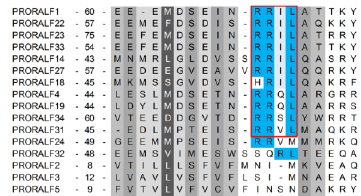 PRORALF1 - 60 E E - E M D S E I N - R R I L A T T K Y
PRORALF22 - 57 E E M E F D S E I S - R R I L A Q K K Y
PRORALF23 - 75 E E F E M D S E I N - R R I L A T R K Y
PRORALF33 - 54 E E F E M D S E I N - R R I L A T T K Y
PRORALF14 - 43 M N M R L G L D V S S R R I L Q A S R Y
PRORALF27 - 57 E D E E E G V D S V S R R I L L Q K K Y
PRORALF18 - 45 K M S S D G V D S V S H R I L Q A K R F
PRORALF4 - 44 L E S L M D S E T N - R R Q L A R G R R
PRORALF19 - 44 L D Y L M D S E T N - R R Q L A A R R S
PRORALF34 - 60 V T E D I D S E I S - R R V L M Q K R
PRORALF31 - 45 - E D L M P T E I S - R R V L M A Q K R
PRORALF24 - 49 G E E M M P S E I S - R R V M M M R K Q
PRORALF32 - 48 E E M S V I M E S W S S Q R L K V E E Q A
PRORALF2 - 8 V T I L L L S F V F M N I - M K V I E A Q R
PRORALF3 - 12 L V A V L L S F V F M L N I - M K I V E A Q R
PRORALF5 - 9 V F L V T F V F V C V F I N S N D A K R